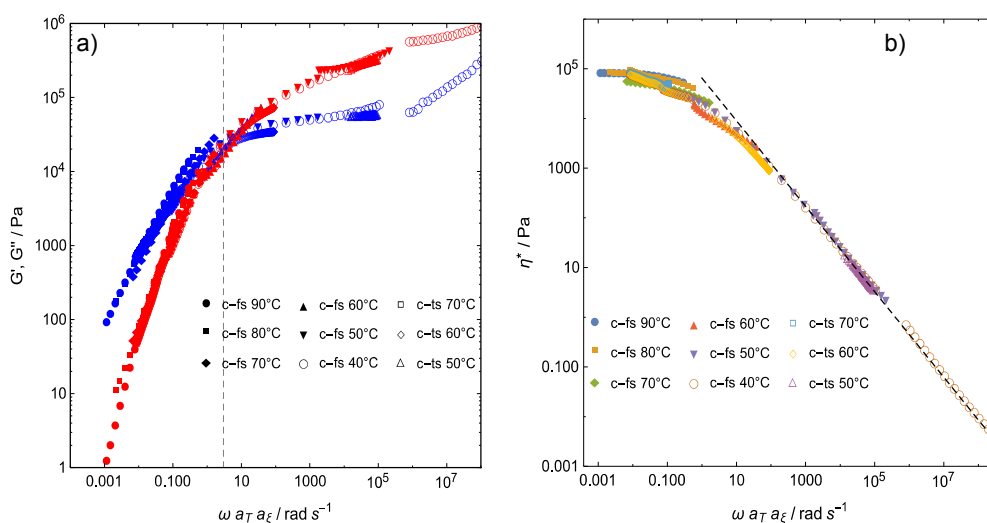 a)
10^6
10^5
10^4
1000
100
10
1
G', G'' / Pa
c–fs 90°C c–fs 60°C c–ts 70°C
c–fs 80°C c–fs 50°C c–ts 60°C
c–fs 70°C c–fs 40°C c–ts 50°C
0.001 0.100 10 1000 10^5 10^7
ω a_T a_ξ / rad s^−1
b)
10^5
1000
10
0.100
0.001
η* / Pa
c–fs 90°C c–fs 60°C c–ts 70°C
c–fs 80°C c–fs 50°C c–ts 60°C
c–fs 70°C c–fs 40°C c–ts 50°C
0.001 0.100 10 1000 10^5 10^7
ω a_T a_ξ / rad s^−1